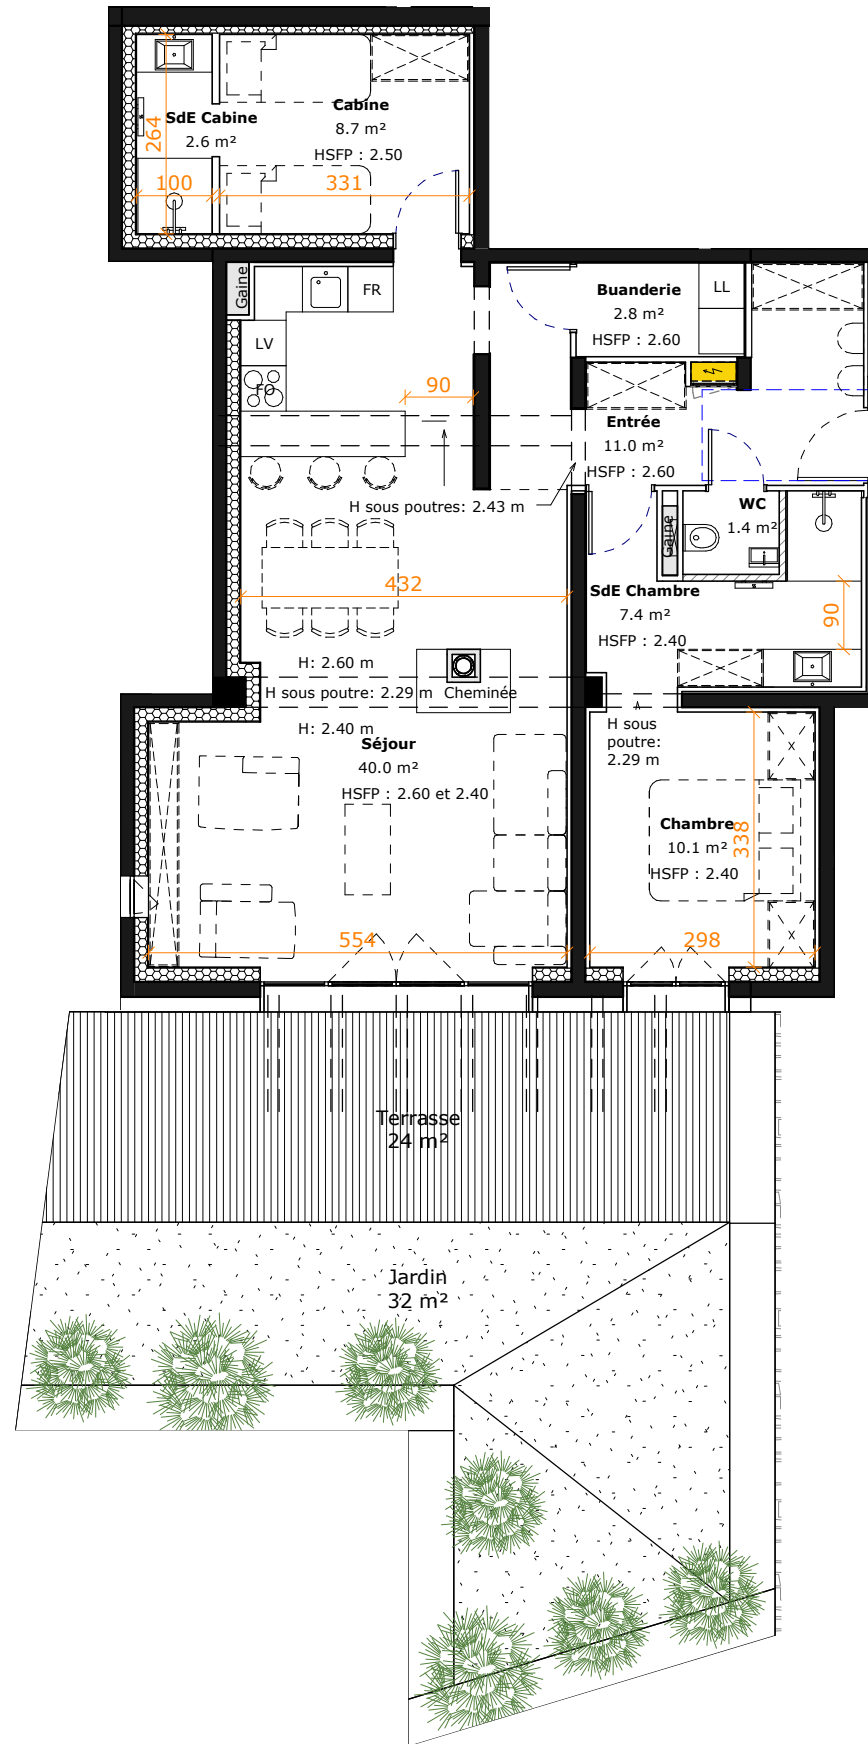 SdE Cabine
2.6 m²
Cabine
8.7 m²
HSFP : 2.50
264
100
331
Gaine
FR
LV
FO
90
Buanderie
2.8 m²
HSFP : 2.60
LL
Entrée
11.0 m²
HSFP : 2.60
H sous poutres: 2.43 m
WC
1.4 m²
Gaine
432
SdE Chambre
7.4 m²
HSFP : 2.40
90
H: 2.60 m
H sous poutre: 2.29 m
Cheminée
H: 2.40 m
Séjour
40.0 m²
HSFP : 2.60 et 2.40
H sous
poutre:
2.29 m
Chambre
10.1 m²
HSFP : 2.40
338
554
298
Terrasse
24 m²
Jardin
32 m²